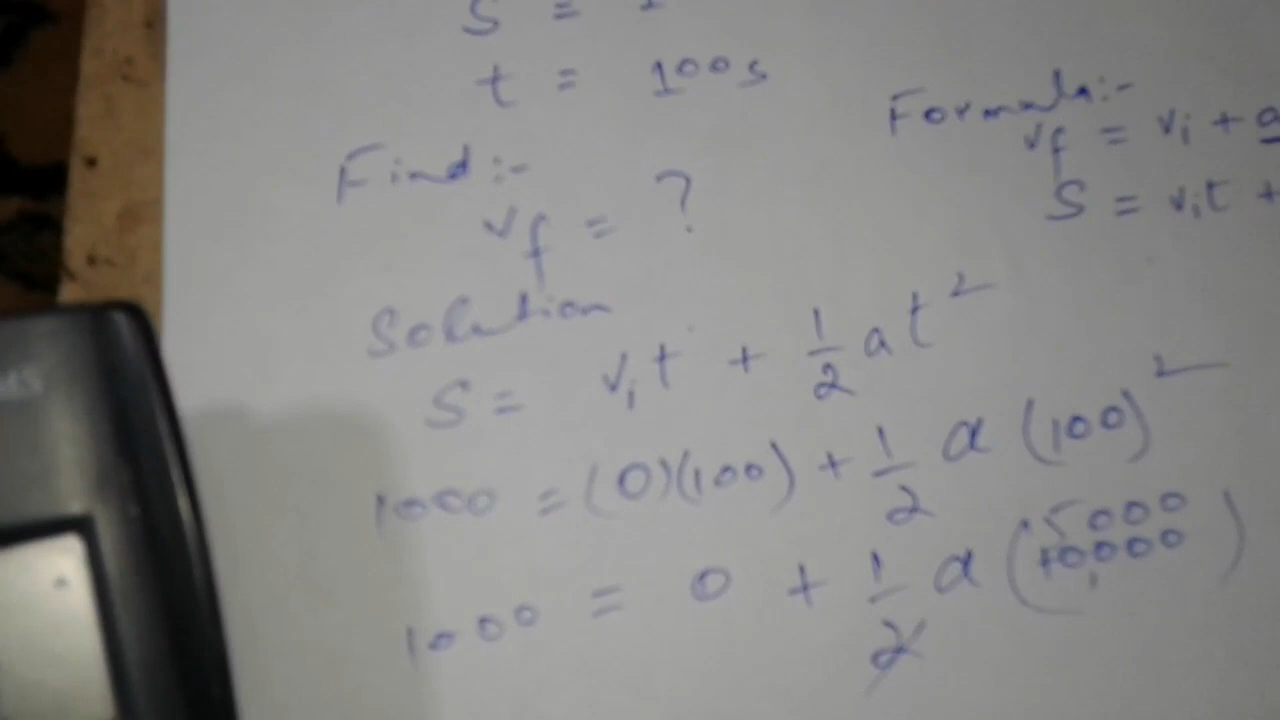 S =
t = 100s
Find:-
vf = ?
Formula:-
vf = vi +
S = vit +
Solution
S = vit + 1/2 at²
1000 = (0)(100) + 1/2 a (100)²
1000 = 0 + 1/2 a (10000) 5000